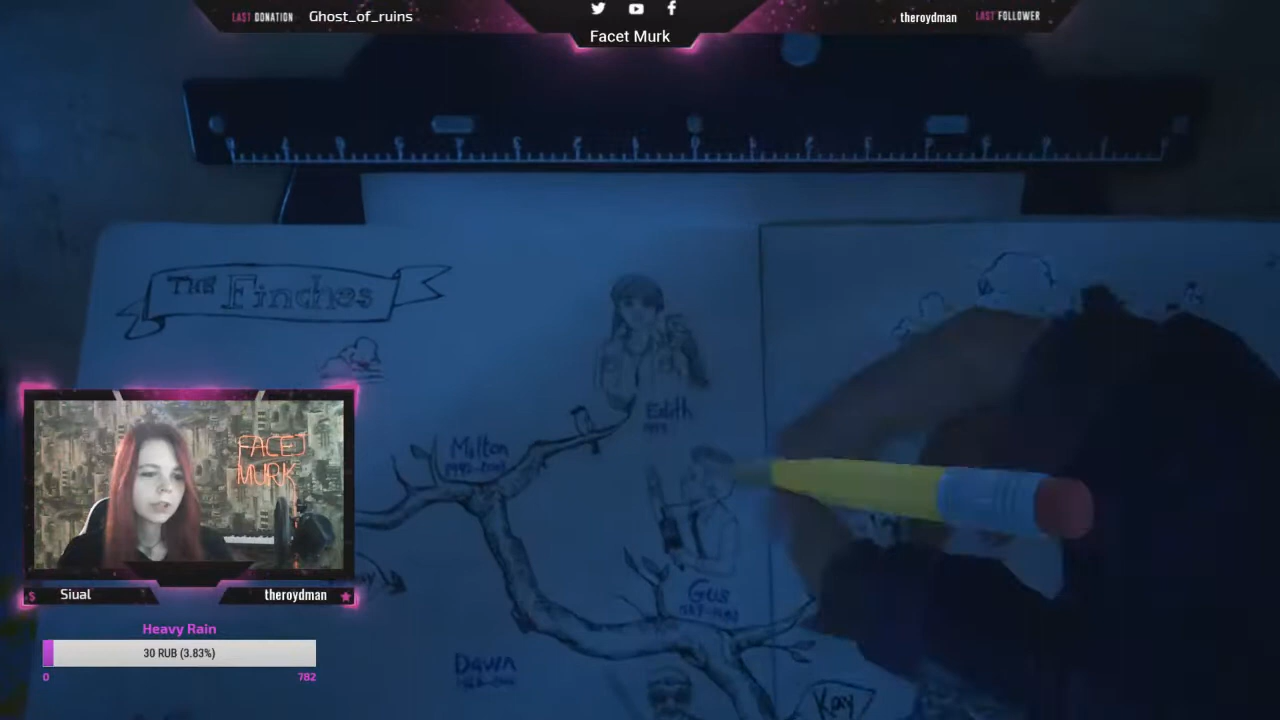 LAST DONATION Ghost_of_ruins
Facet Murk
theroydman LAST FOLLOWER
THE Finches
Edith
Milton
Gus
Dawn
Kay
FACET
MURK
$ Siual
theroydman
Heavy Rain
30 RUB (3.83%)
0 782